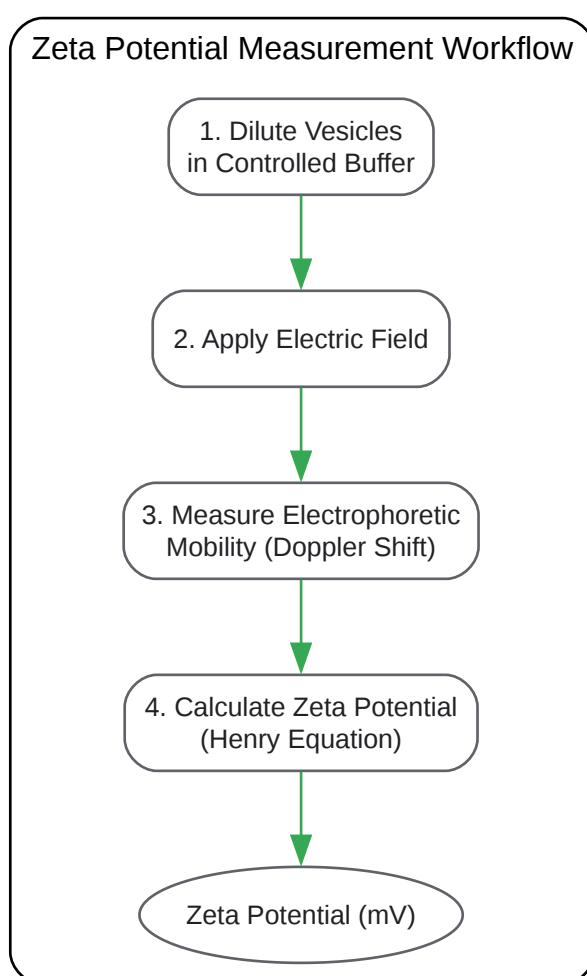 Zeta Potential Measurement Workflow
1. Dilute Vesicles
in Controlled Buffer
2. Apply Electric Field
3. Measure Electrophoretic
Mobility (Doppler Shift)
4. Calculate Zeta Potential
(Henry Equation)
Zeta Potential (mV)